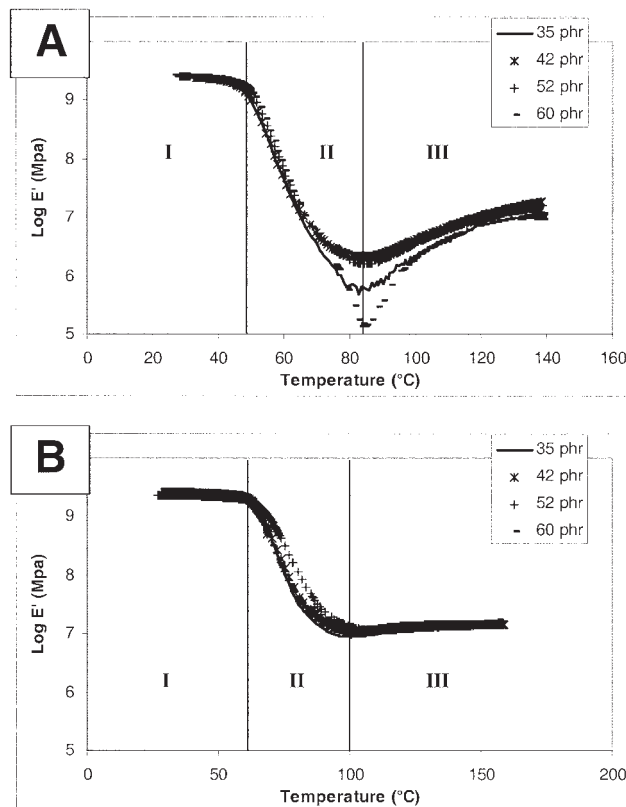 A
35 phr
42 phr
52 phr
60 phr
Log E' (Mpa)
9
8
7
6
5
I
II
III
0 20 40 60 80 100 120 140 160
Temperature (°C)
B
35 phr
42 phr
52 phr
60 phr
Log E' (Mpa)
9
8
7
6
5
I
II
III
0 50 100 150 200
Temperature (°C)